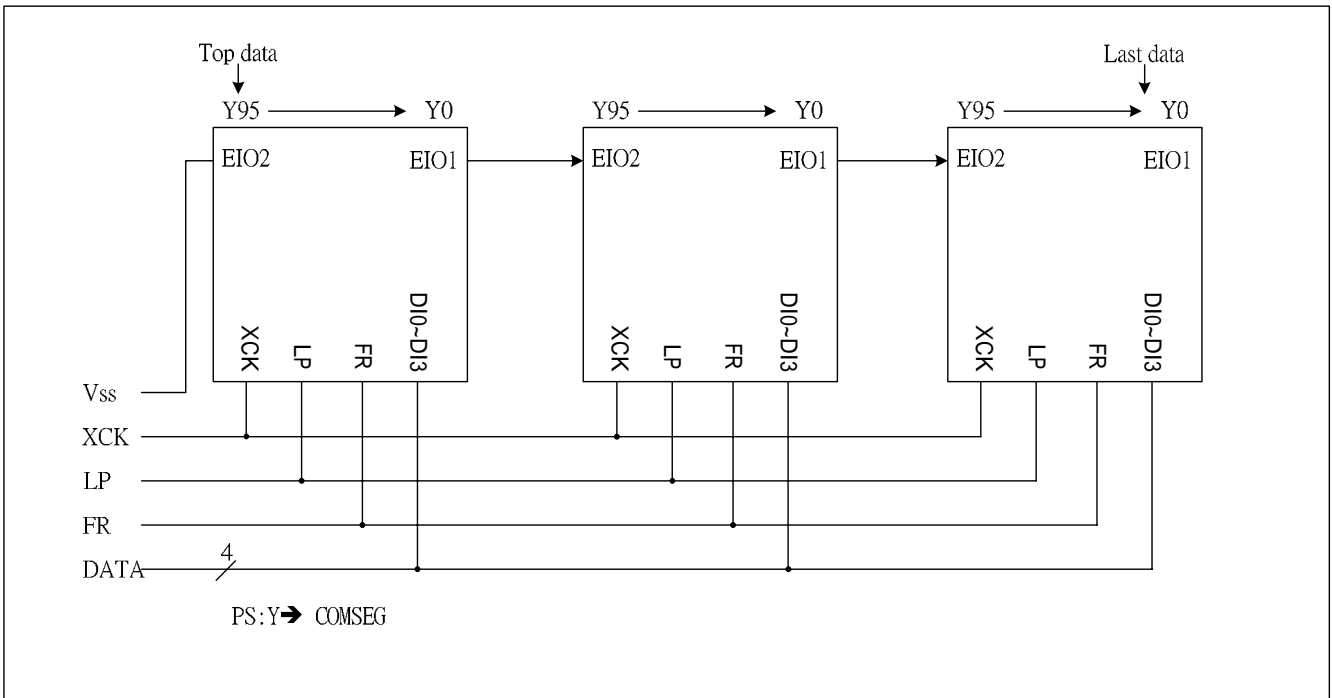 Top data
Last data
Y95 Y0
Y95 Y0
Y95 Y0
EIO2 EIO1
EIO2 EIO1
EIO2 EIO1
XCK LP FR DI0~DI3
XCK LP FR DI0~DI3
XCK LP FR DI0~DI3
Vss
XCK
LP
FR
DATA
4
PS:Y➔ COMSEG